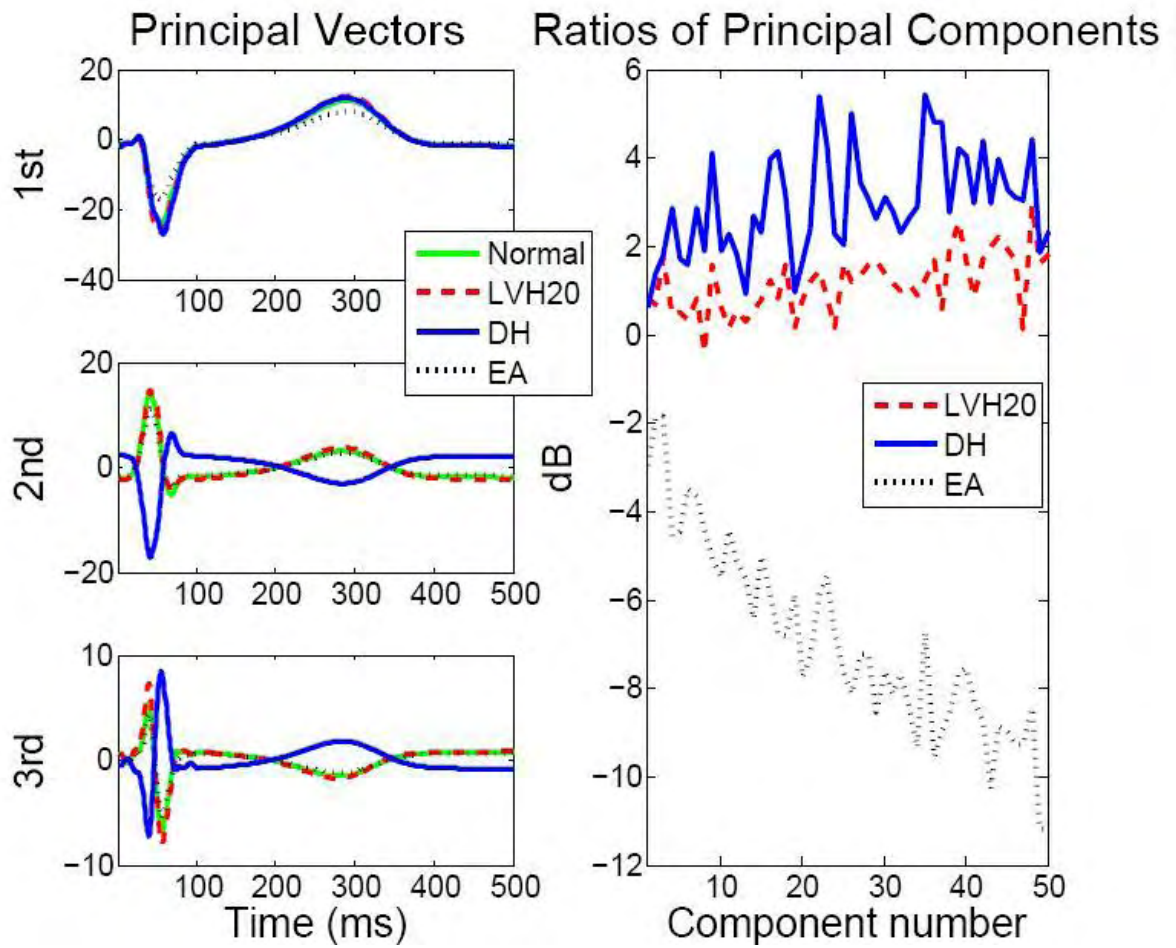 Principal Vectors
1st
20
0
−20
−40
100 200 300
Normal
LVH20
DH
EA
2nd
20
0
−20
100 200 300 400 500
3rd
10
0
−10
100 200 300 400 500
Time (ms)
Ratios of Principal Components
dB
6
4
2
0
−2
−4
−6
−8
−10
−12
LVH20
DH
EA
10 20 30 40 50
Component number